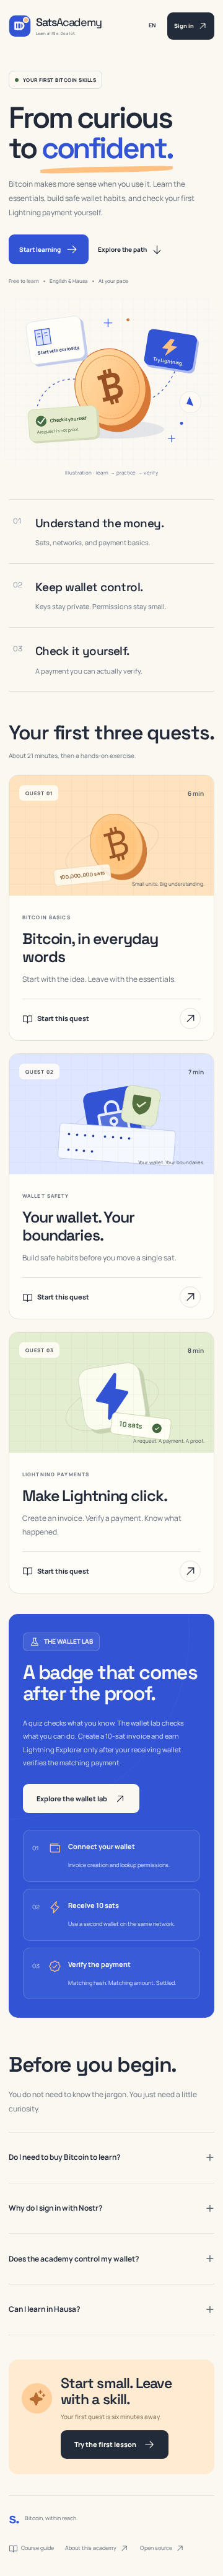 SatsAcademy
EN
Sign in
YOUR FIRST BITCOIN SKILLS
From curious
to confident.
Bitcoin makes more sense when you use it. Learn the
essentials, build safe wallet habits, and check your first
Lightning payment yourself.
Start learning
Explore the path
Free to learn • English & Hausa • At your pace
Start with curiosity
Try Lightning
Check it yourself.
Illustration: learn → practice → verify
01
Understand the money.
Sats, networks, and payment basics.
02
Keep wallet control.
Keys stay private. Permissions stay small.
03
Check it yourself.
A payment you can actually verify.
Your first three quests.
About 21 minutes, then a hands-on exercise.
QUEST 01
6 min
100,000,000 sats
Small units. Big understanding.
BITCOIN BASICS
Bitcoin, in everyday
words
Start with the idea. Leave with the essentials.
Start this quest
QUEST 02
7 min
Your wallet. Your boundaries.
WALLET SAFETY
Your wallet. Your
boundaries.
Build safe habits before you move a single sat.
Start this quest
QUEST 03
8 min
10 sats
A request. A payment. A proof.
LIGHTNING PAYMENTS
Make Lightning click.
Create an invoice. Verify a payment. Know what
happened.
Start this quest
THE WALLET LAB
A badge that comes
after the proof.
A quiz checks what you know. The wallet lab checks
what you can do. Create a 10-sat invoice and earn
Lightning Explorer only after your receiving wallet
verifies the matching payment.
Explore the wallet lab
01
Connect your wallet
Invoice creation and lookup permissions.
02
Receive 10 sats
Use a second wallet on the same network.
03
Verify the payment
Matching hash. Matching amount. Settled.
Before you begin.
You do not need to know the jargon. You just need a little
curiosity.
Do I need to buy Bitcoin to learn?
Why do I sign in with Nostr?
Does the academy control my wallet?
Can I learn in Hausa?
Start small. Leave
with a skill.
Your first quest is six minutes away.
Try the first lesson
S.
Bitcoin, within reach.
Course guide
About this academy
Open source